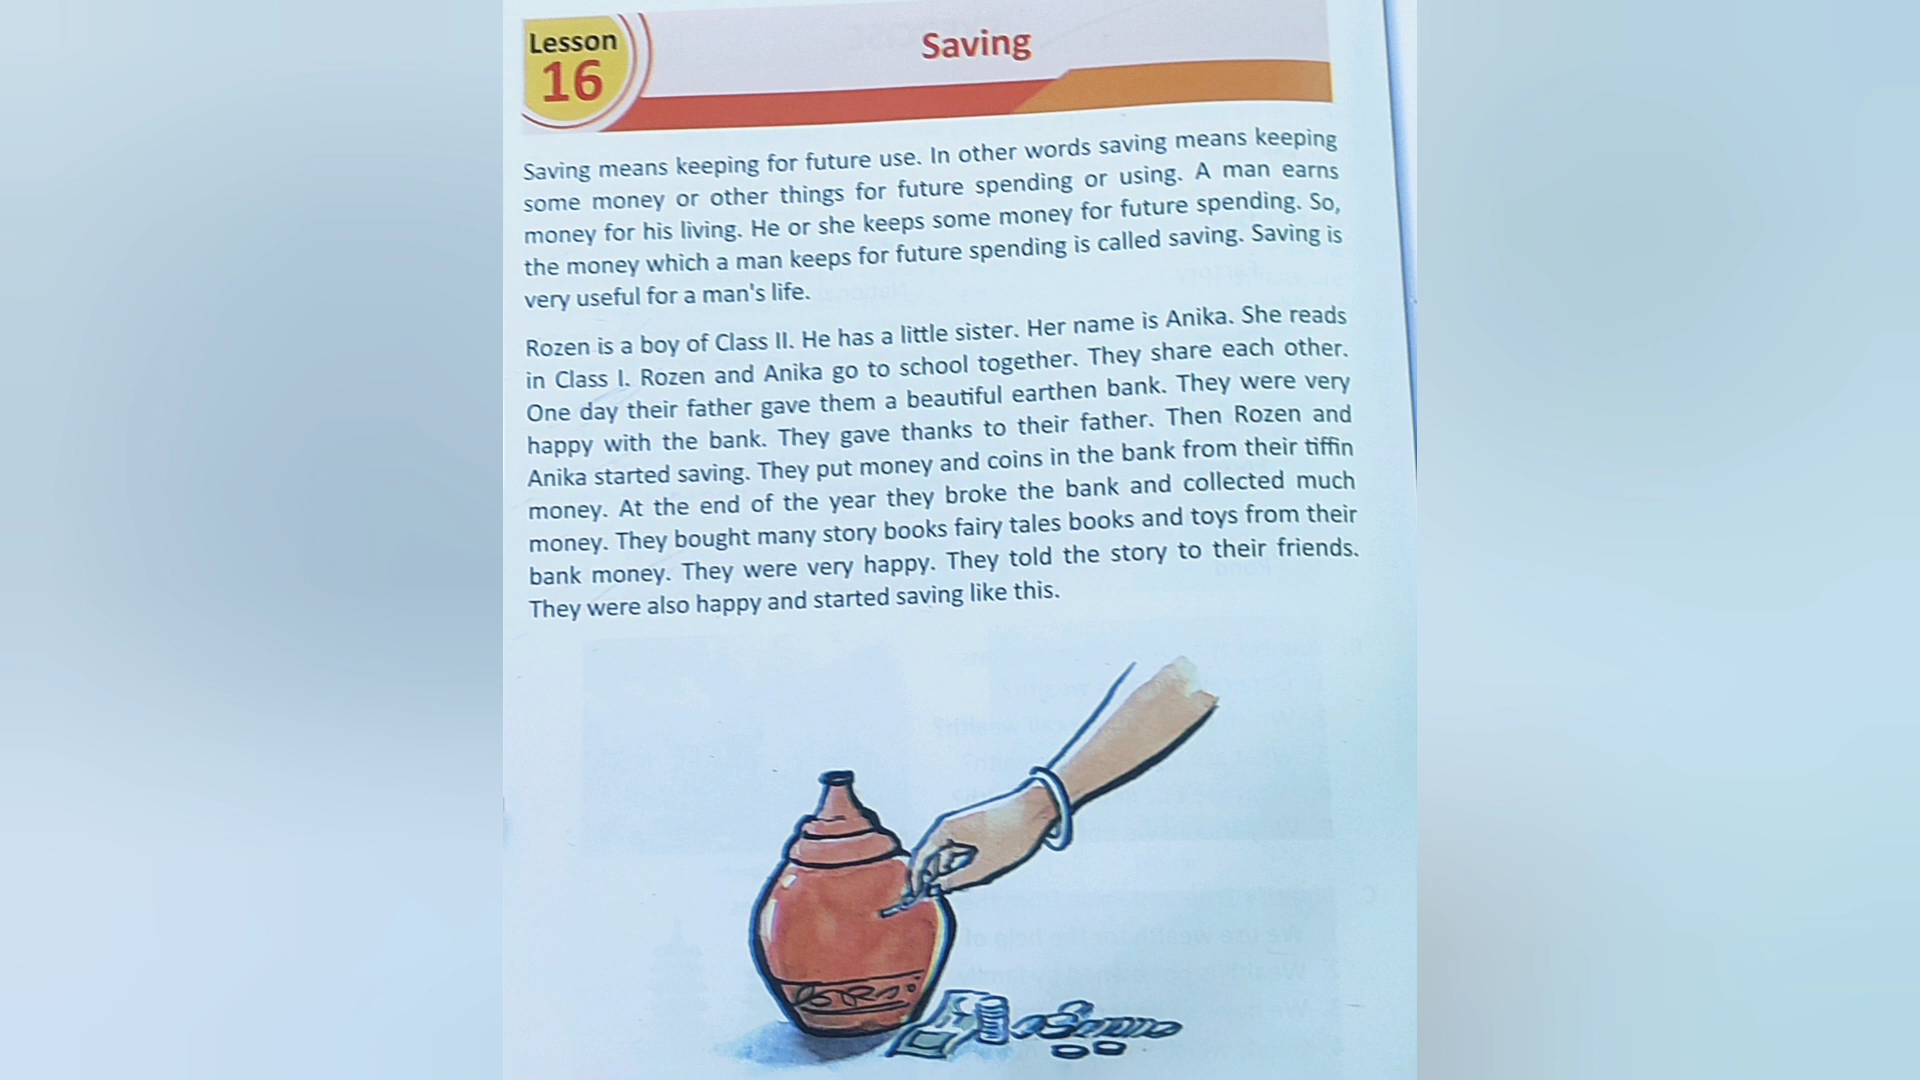 Lesson
16
Saving
Saving means keeping for future use. In other words saving means keeping
some money or other things for future spending or using. A man earns
money for his living. He or she keeps some money for future spending. So,
the money which a man keeps for future spending is called saving. Saving is
very useful for a man's life.
Rozen is a boy of Class II. He has a little sister. Her name is Anika. She reads
in Class I. Rozen and Anika go to school together. They share each other.
One day their father gave them a beautiful earthen bank. They were very
happy with the bank. They gave thanks to their father. Then Rozen and
Anika started saving. They put money and coins in the bank from their tiffin
money. At the end of the year they broke the bank and collected much
money. They bought many story books fairy tales books and toys from their
bank money. They were very happy. They told the story to their friends.
They were also happy and started saving like this.